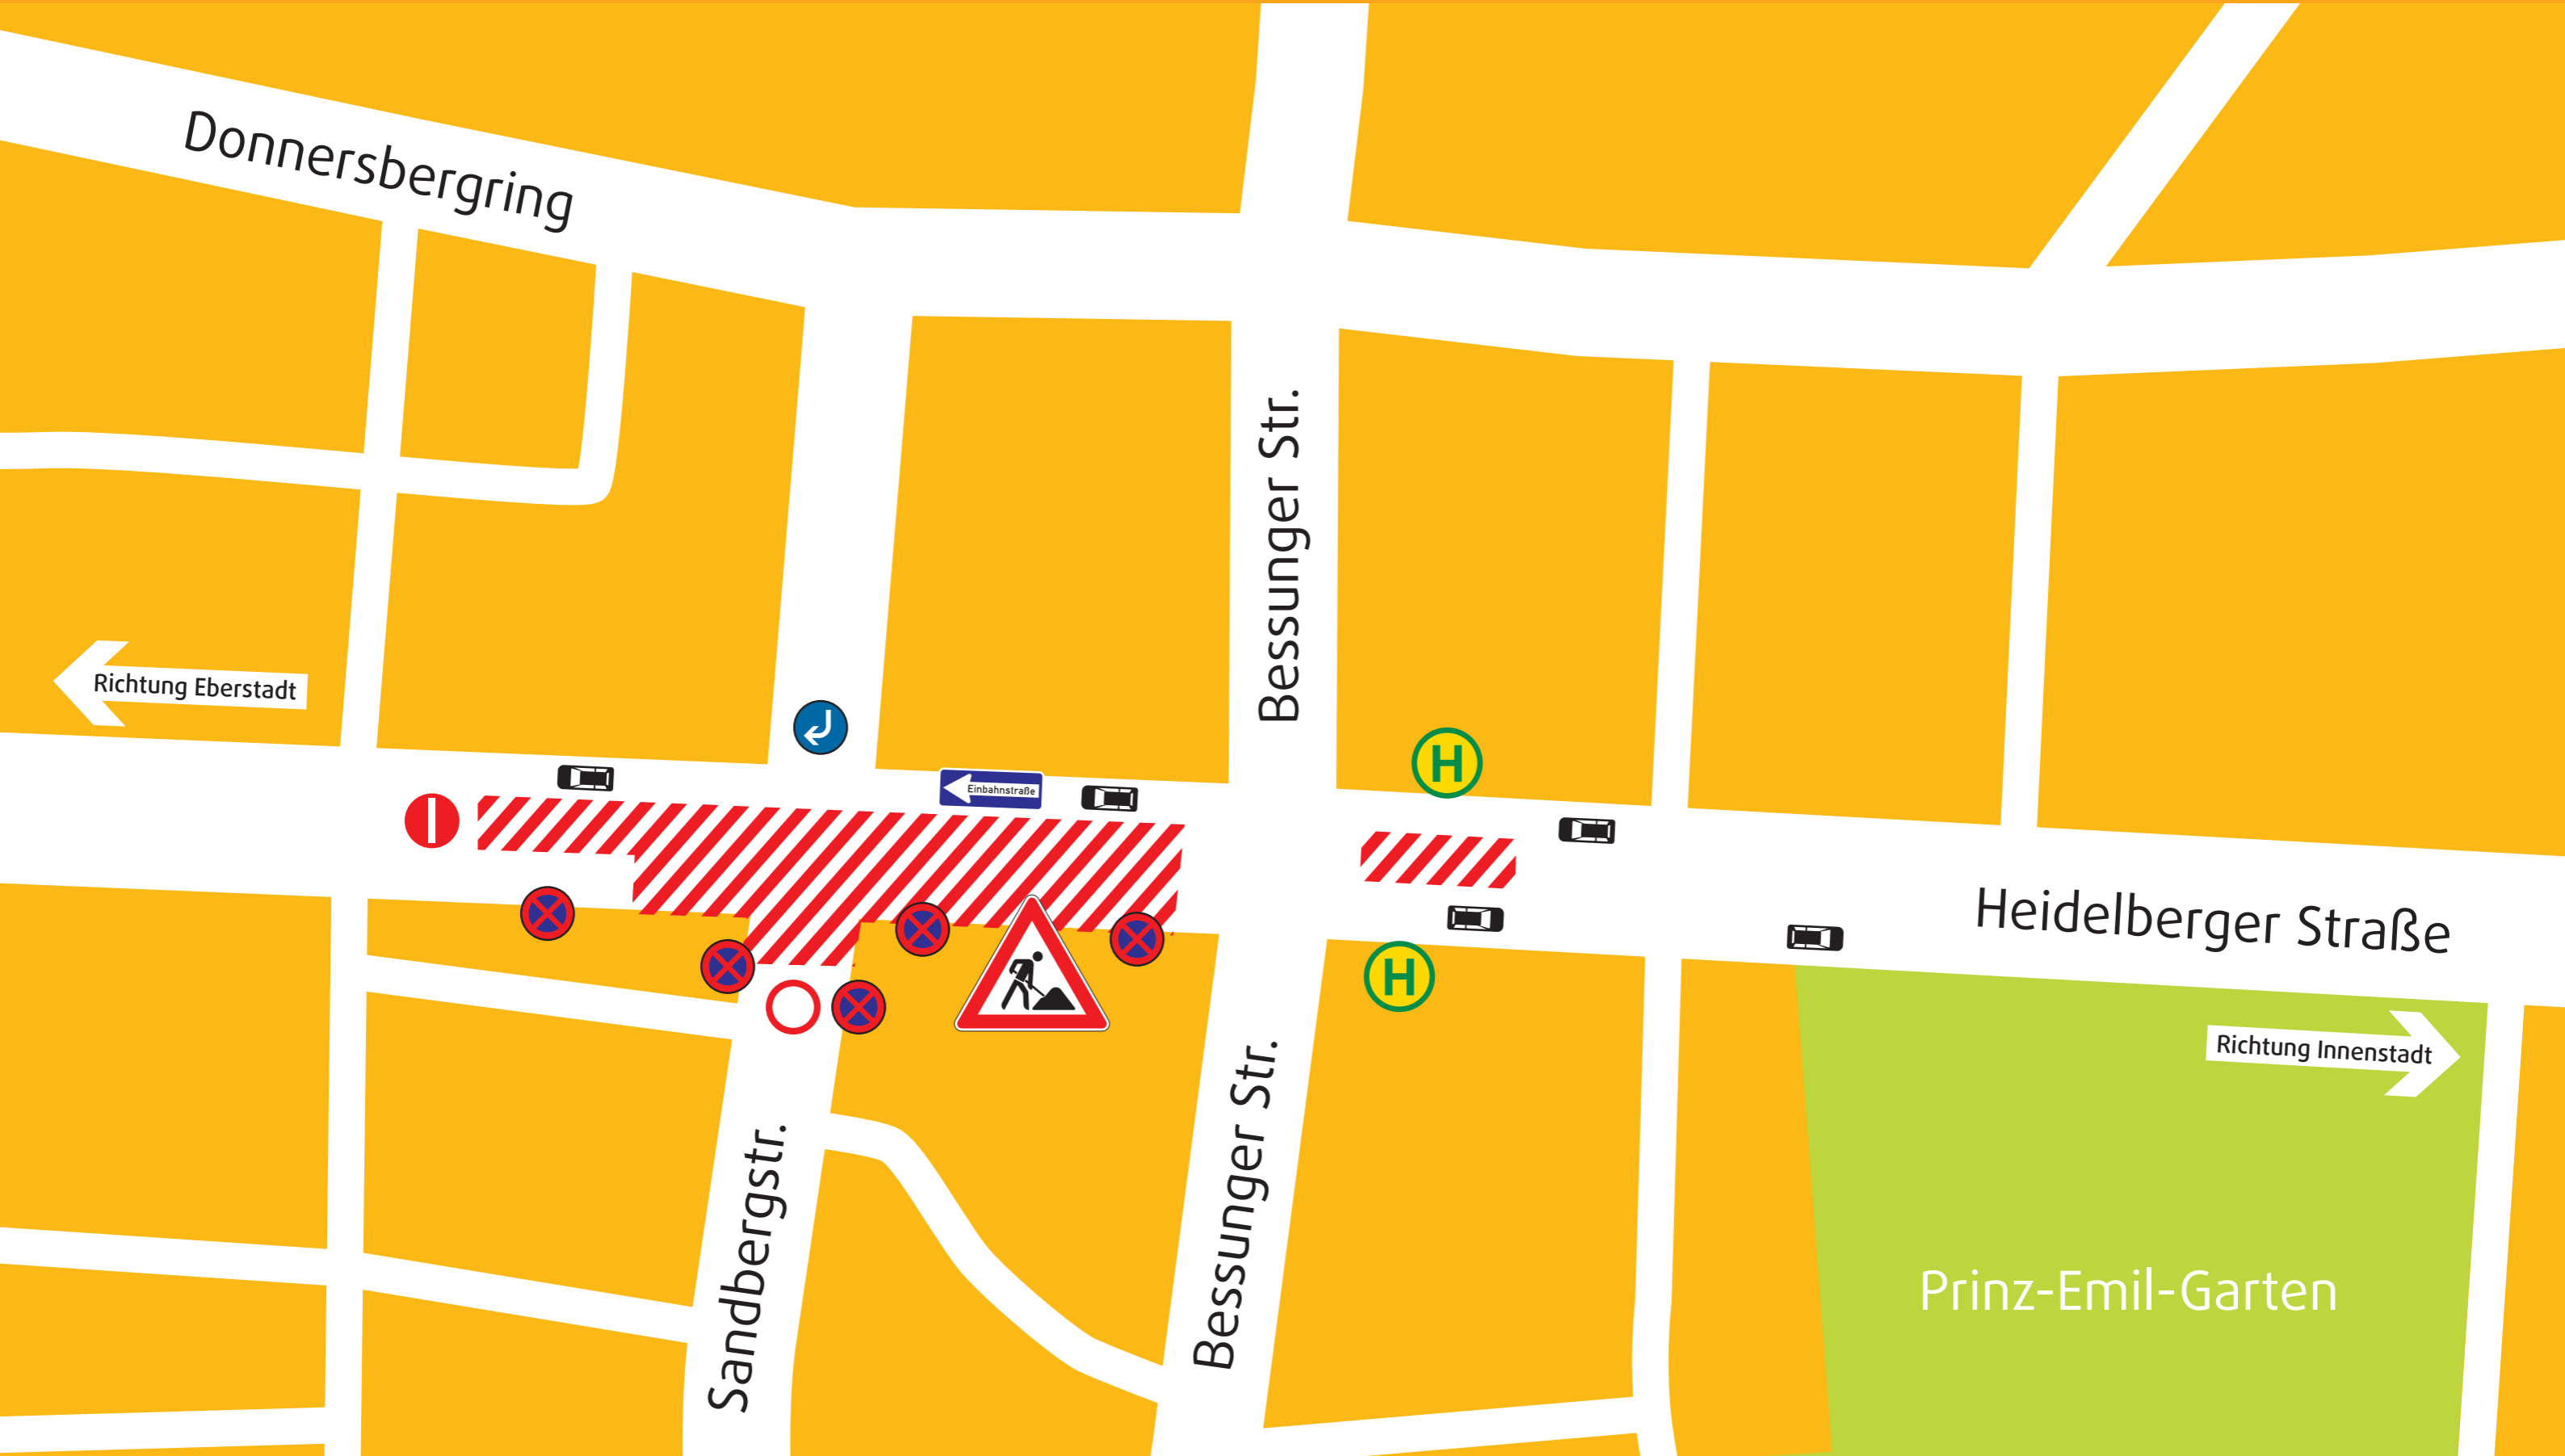 Donnersbergring
Bessunger Str.
Richtung Eberstadt
Einbahnstraße
H
Heidelberger Straße
H
Richtung Innenstadt
Bessunger Str.
Sandbergstr.
Prinz-Emil-Garten